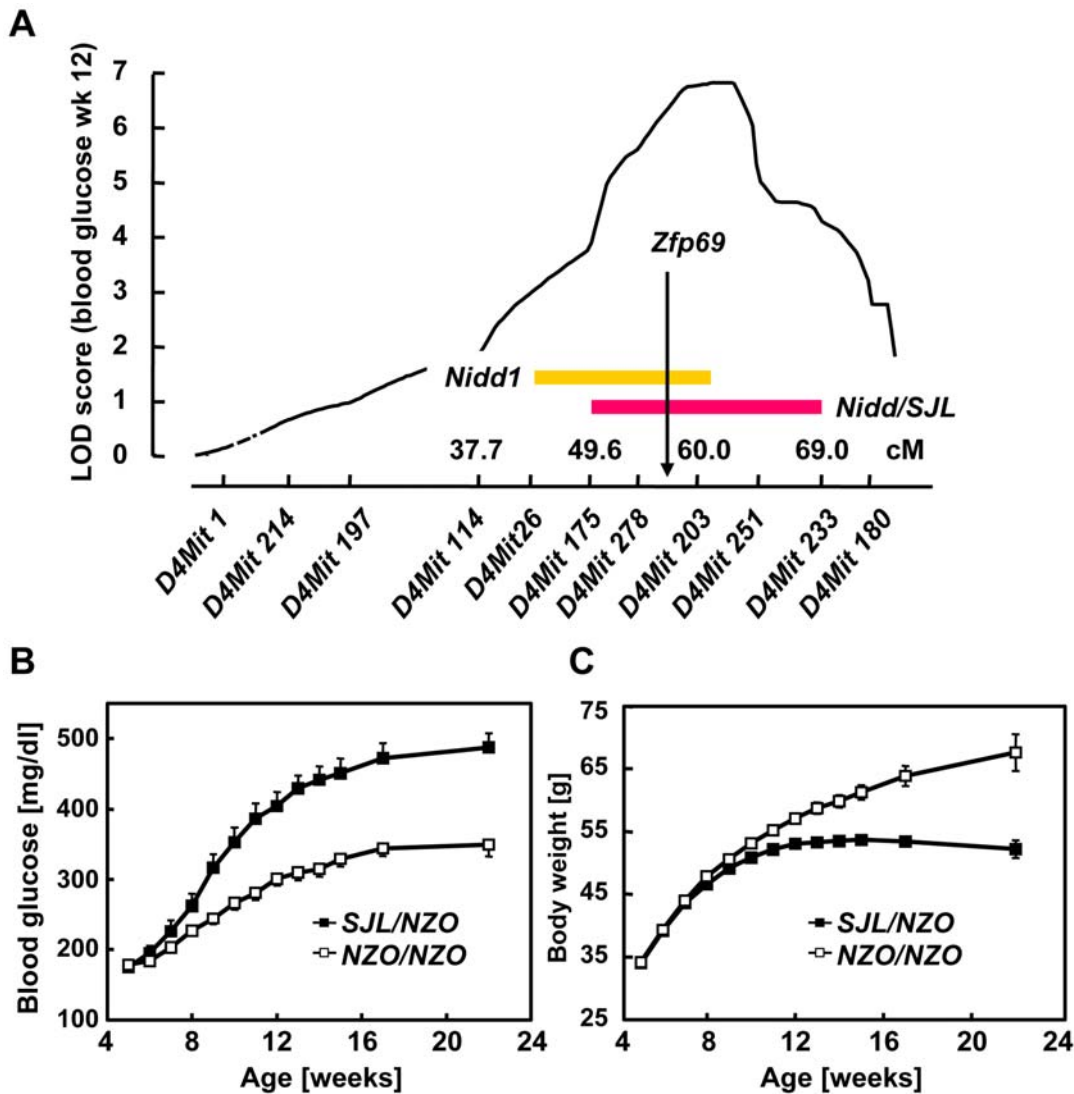 A
LOD score (blood glucose wk 12)
7
6
5
4
3
2
1
0
Zfp69
Nidd1
Nidd/SJL
37.7 49.6 60.0 69.0 cM
D4Mit 1
D4Mit 214
D4Mit 197
D4Mit 114
D4Mit26
D4Mit 175
D4Mit 278
D4Mit 203
D4Mit 251
D4Mit 233
D4Mit 180
B
Blood glucose [mg/dl]
500
400
300
200
100
SJL/NZO
NZO/NZO
4 8 12 16 20 24
Age [weeks]
C
Body weight [g]
75
65
55
45
35
25
SJL/NZO
NZO/NZO
4 8 12 16 20 24
Age [weeks]